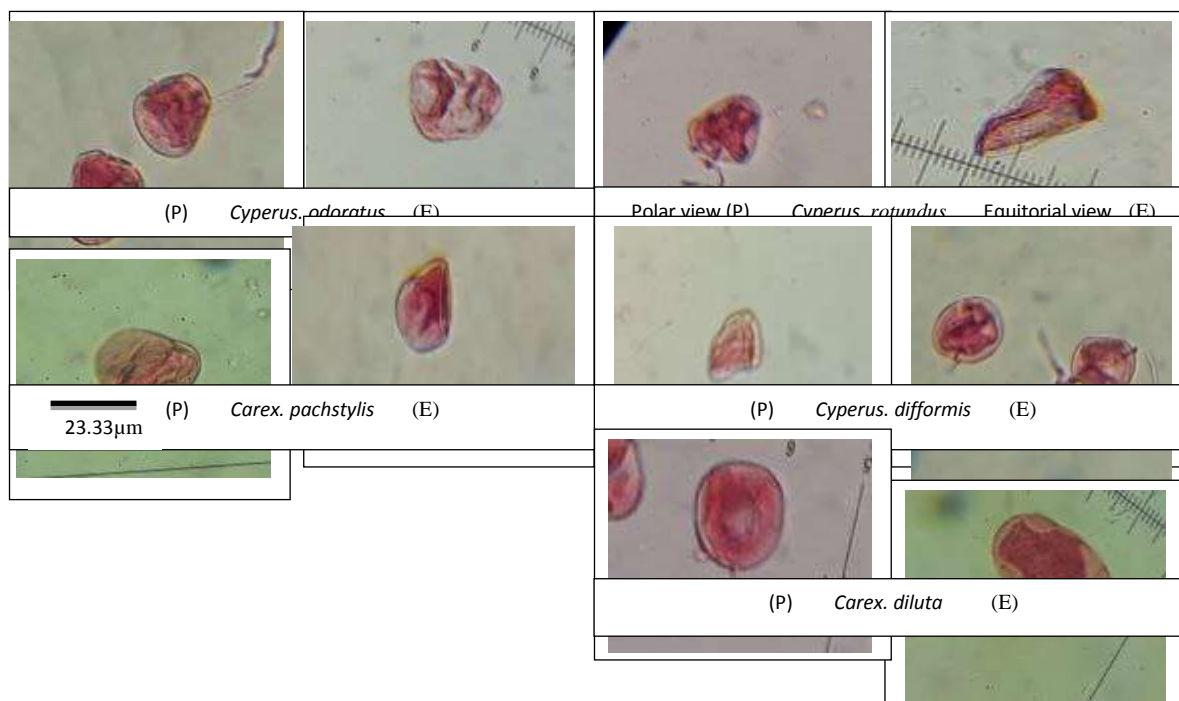 (P) Cyperus. odoratus (E)
Polar view (P) Cyperus. rotundus Equitorial view (E)
(P) Carex. pachstylis (E)
23.33µm
(P) Cyperus. difformis (E)
(P) Carex. diluta (E)